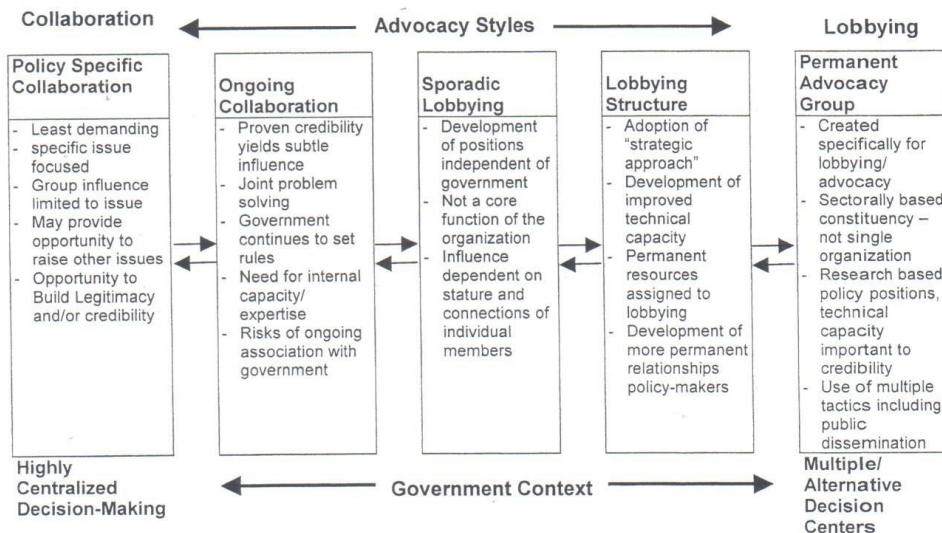 Collaboration
Advocacy Styles
Lobbying
Policy Specific
Collaboration
- Least demanding
- specific issue
focused
- Group influence
limited to issue
- May provide
opportunity to
raise other issues
- Opportunity to
Build Legitimacy
and/or credibility
Ongoing
Collaboration
- Proven credibility
yields subtle
influence
- Joint problem
solving
- Government
continues to set
rules
- Need for internal
capacity/
expertise
- Risks of ongoing
association with
government
Sporadic
Lobbying
- Development
of positions
independent of
government
- Not a core
function of the
organization
- Influence
dependent on
stature and
connections of
individual
members
Lobbying
Structure
- Adoption of
"strategic
approach"
- Development of
improved
technical
capacity
- Permanent
resources
assigned to
lobbying
- Development of
more permanent
relationships
policy-makers
Permanent
Advocacy
Group
- Created
specifically for
lobbying/
advocacy
- Sectorally based
constituency –
not single
organization
- Research based
policy positions,
technical
capacity
important to
credibility
- Use of multiple
tactics including
public
dissemination
Highly
Centralized
Decision-Making
Government Context
Multiple/
Alternative
Decision
Centers